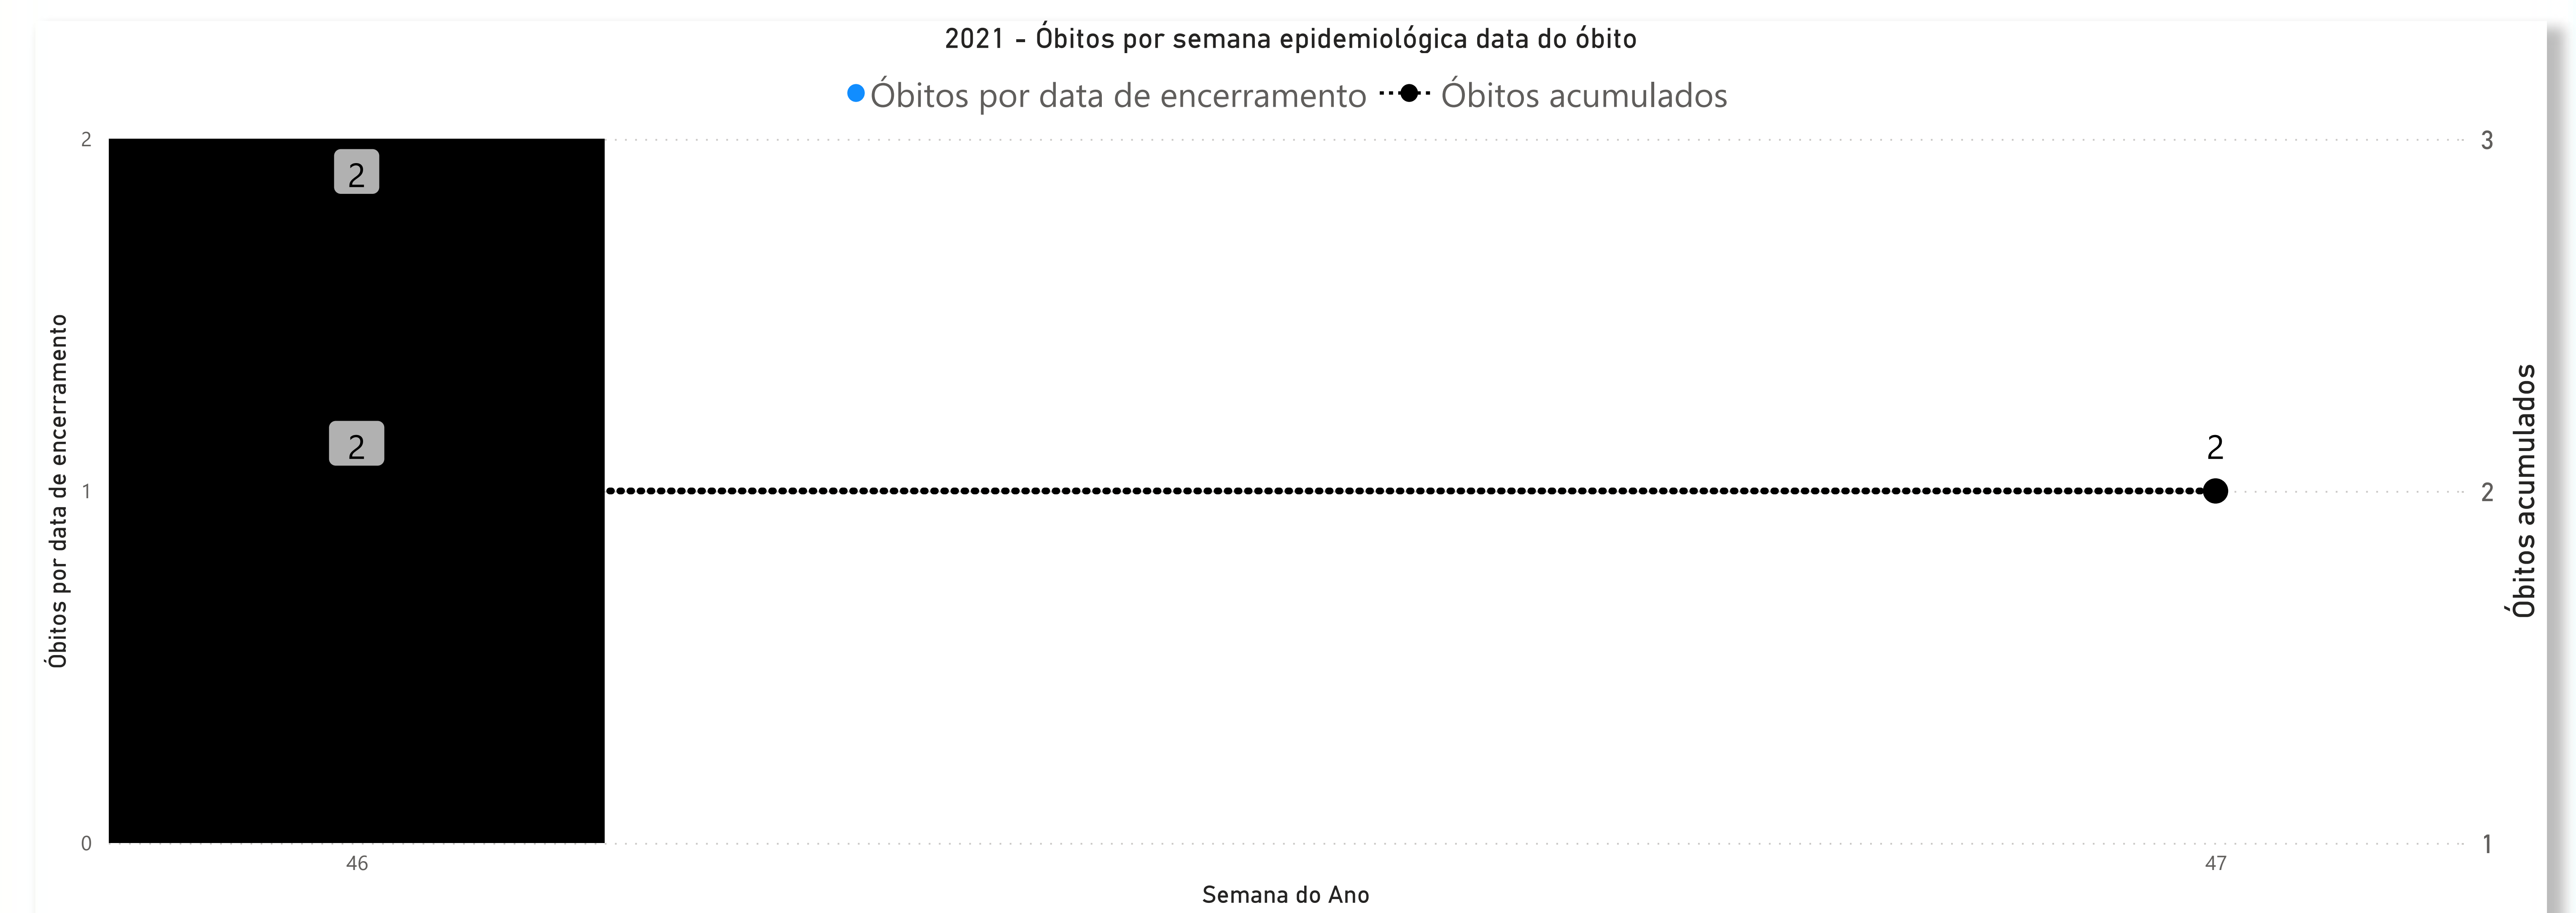 2021 - Óbitos por semana epidemiológica data do óbito
Óbitos por data de encerramento Óbitos acumulados
2
3
2
2
2
Óbitos por data de encerramento
1
2
Óbitos acumulados
0
1
46
47
Semana do Ano